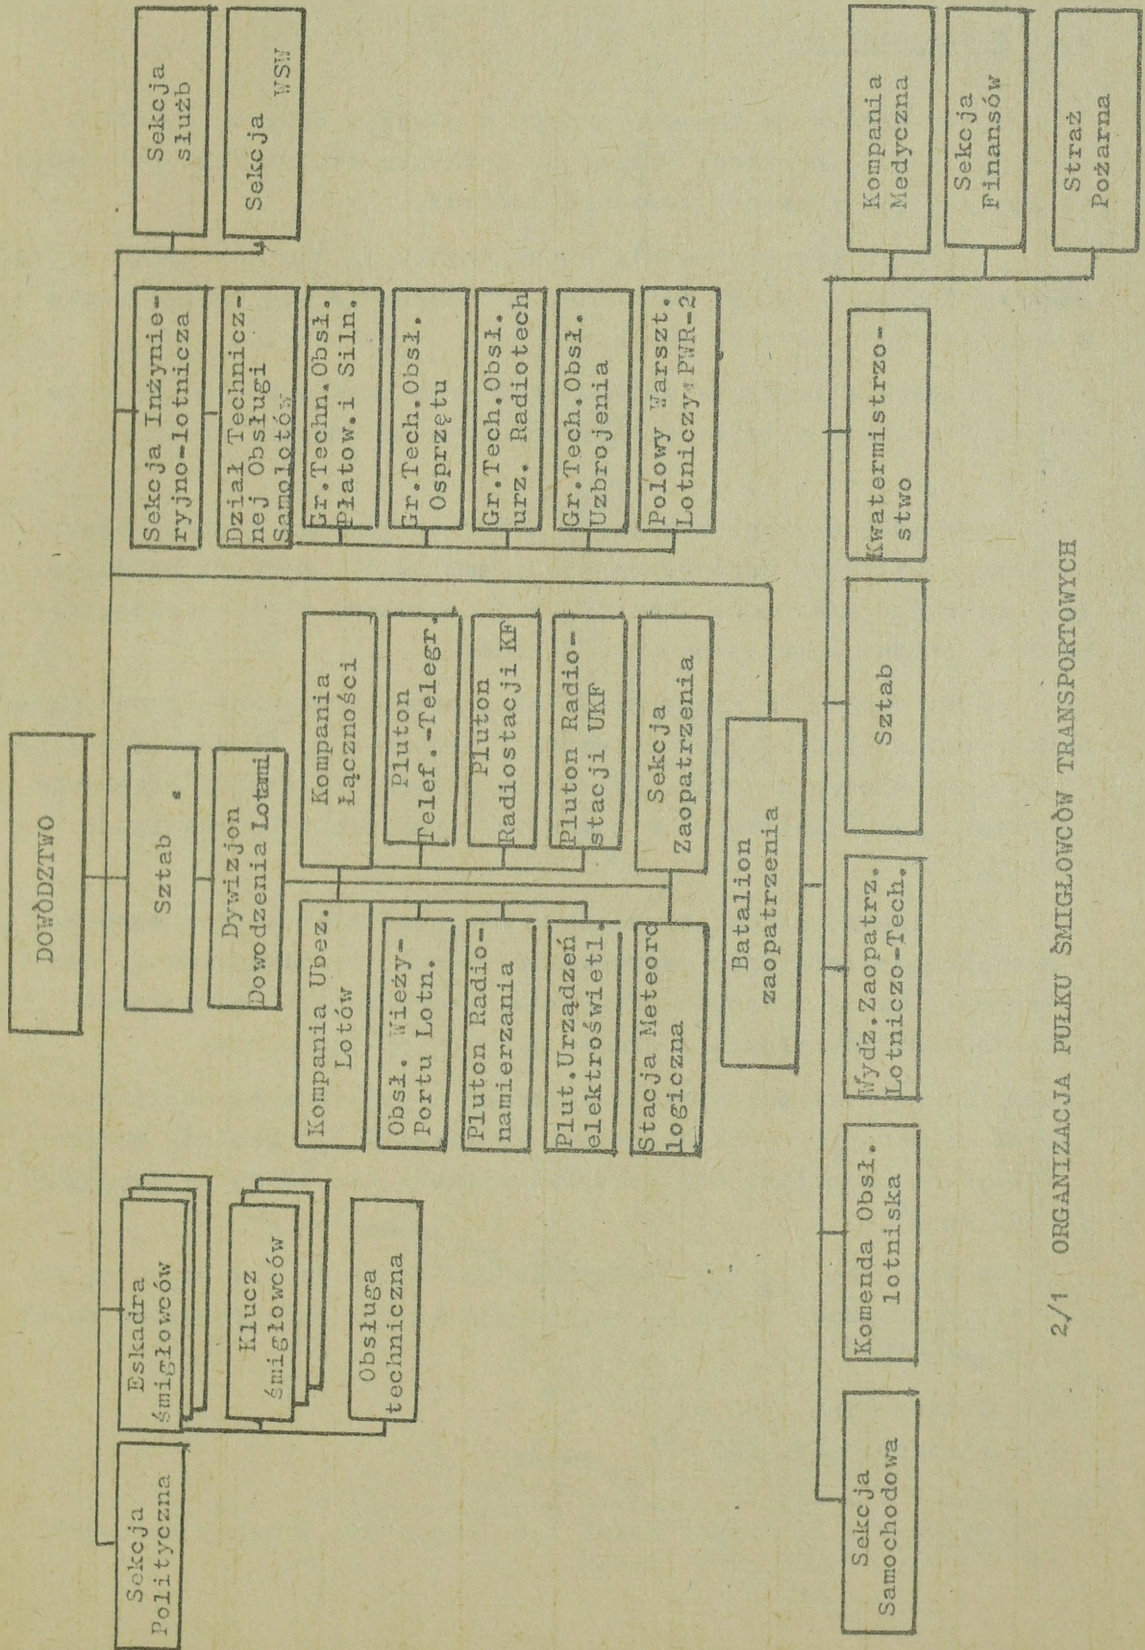 DOWÓDZTWO
Sekcja
Polityczna
Eskadra
śmigłowców
Klucz
śmigłowców
Obsługa
techniczna
Sztab
Dywizjon
Dowodzenia Lotami
Kompania Ubez.
Lotów
Obsł. Wieży-
Portu Lotn.
Pluton Radio-
namierzania
Plut.Urządzeń
elektroświetl.
Stacja Meteoro
logiczna
Kompania
Łączności
Pluton
Telef.-Telegr.
Pluton
Radiostacji KF
Pluton Radio-
stacji UKF
Sekcja
Zaopatrzenia
Sekcja Inżynie-
ryjno-lotnicza
Dział Technicz-
nej Obsługi
Samolotów
Gr.Techn.Obsł.
Płatow.i Siln.
Gr.Tech.Obsł.
Osprzętu
Gr.Tech.Obsł.
urz. Radiotech
Gr.Tech.Obsł.
Uzbrojenia
Polowy Warszt.
Lotniczy PWR-2
Sekcja
służb
Sekcja
WSW
Batalion
zaopatrzenia
Sekcja
Samochodowa
Komenda Obsł.
lotniska
Wydz.Zaopatrz.
Lotniczo-Tech.
Sztab
Kwatermistrzo-
stwo
Kompania
Medyczna
Sekcja
Finansów
Straż
Pożarna
2/1 ORGANIZACJA PUŁKU ŚMIGŁOWCÓW TRANSPORTOWYCH